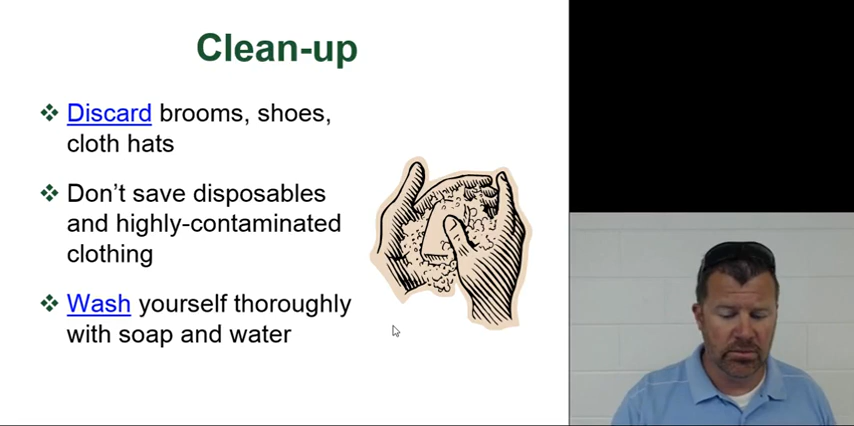 Clean-up
Discard brooms, shoes,
cloth hats
Don't save disposables
and highly-contaminated
clothing
Wash yourself thoroughly
with soap and water